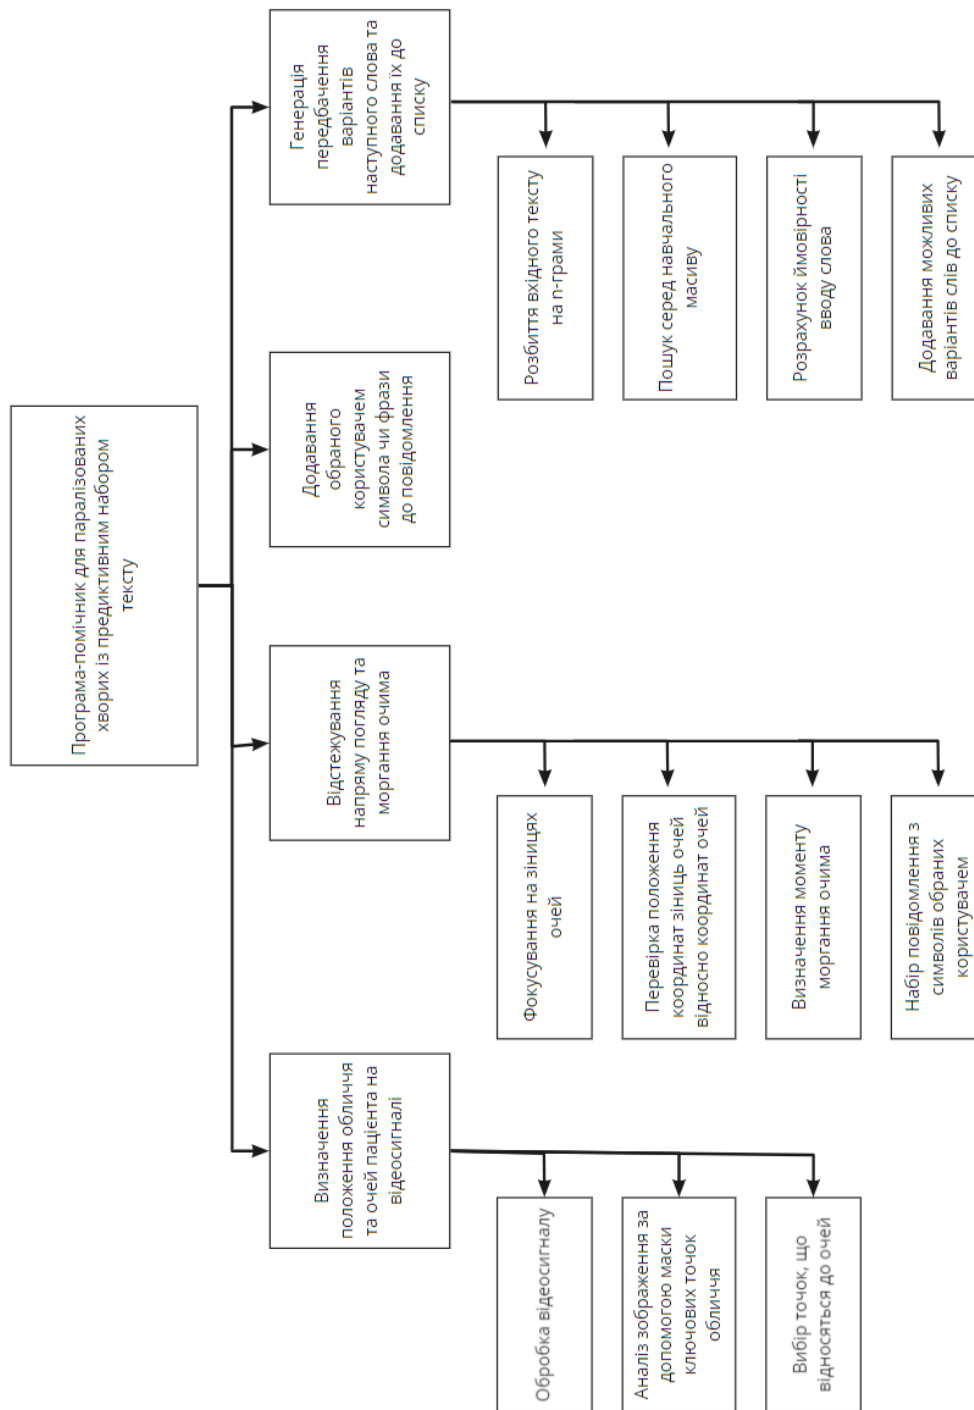 Програма-помічник для паралізованих
хворих із предиктивним набором
тексту
Визначення
положення обличчя
та очей пацієнта на
відеосигналі
Відстежування
напряму погляду та
моргання очима
Додавання
обраного
користувачем
символа чи фрази
до повідомлення
Генерація
передбачення
варіантів
наступного слова та
додавання їх до
списку
Обробка відеосигналу
Аналіз зображення за
допомогою маски
ключових точок
обличчя
Вибір точок, що
відносяться до очей
Фокусування на зіницях
очей
Перевірка положення
координат зіниць очей
відносно координат очей
Визначення моменту
моргання очима
Набір повідомлення з
символів обраних
користувачем
Розбиття вхідного тексту
на n-грами
Пошук серед навчального
масиву
Розрахунок ймовірності
вводу слова
Додавання можливих
варіантів слів до списку